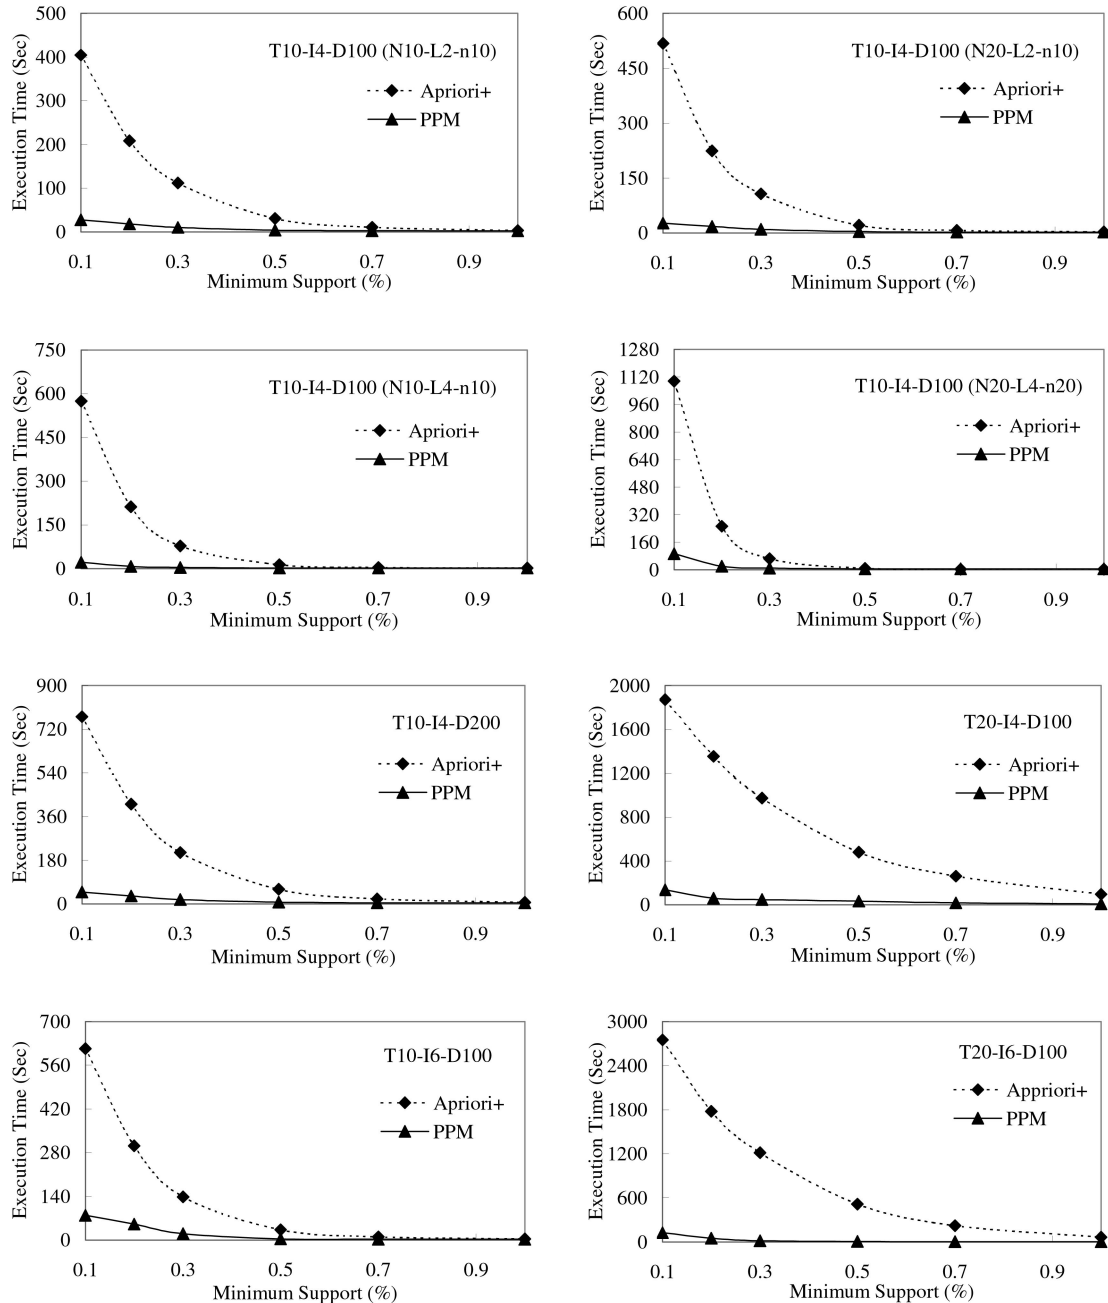 500
400
300
200
100
0
Execution Time (Sec)
T10-I4-D100 (N10-L2-n10)
Apriori+
PPM
0.1 0.3 0.5 0.7 0.9
Minimum Support (%)
600
450
300
150
0
Execution Time (Sec)
T10-I4-D100 (N20-L2-n10)
Apriori+
PPM
0.1 0.3 0.5 0.7 0.9
Minimum Support (%)
750
600
450
300
150
0
Execution Time (Sec)
T10-I4-D100 (N10-L4-n10)
Apriori+
PPM
0.1 0.3 0.5 0.7 0.9
Minimum Support (%)
1280
1120
960
800
640
480
320
160
0
Execution Time (Sec)
T10-I4-D100 (N20-L4-n20)
Apriori+
PPM
0.1 0.3 0.5 0.7 0.9
Minimum Support (%)
900
720
540
360
180
0
Execution Time (Sec)
T10-I4-D200
Apriori+
PPM
0.1 0.3 0.5 0.7 0.9
Minimum Support (%)
2000
1600
1200
800
400
0
Execution Time (Sec)
T20-I4-D100
Apriori+
PPM
0.1 0.3 0.5 0.7 0.9
Minimum Support (%)
700
560
420
280
140
0
Execution Time (Sec)
T10-I6-D100
Apriori+
PPM
0.1 0.3 0.5 0.7 0.9
Minimum Support (%)
3000
2400
1800
1200
600
0
Execution Time (Sec)
T20-I6-D100
Appriori+
PPM
0.1 0.3 0.5 0.7 0.9
Minimum Support (%)